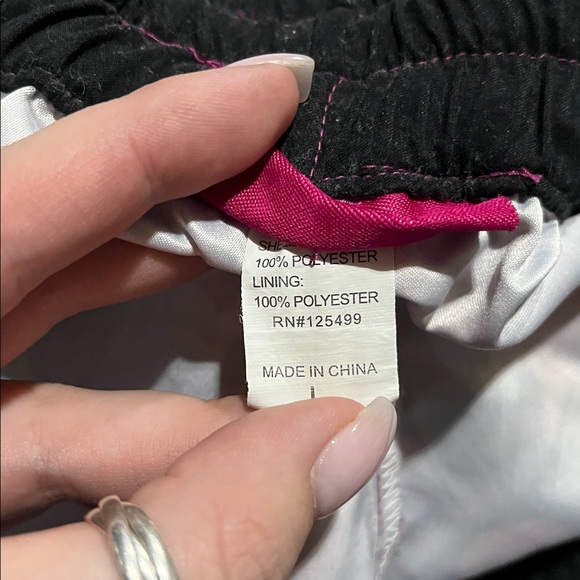 100% POLYESTER
LINING:
100% POLYESTER
RN#125499
MADE IN CHINA